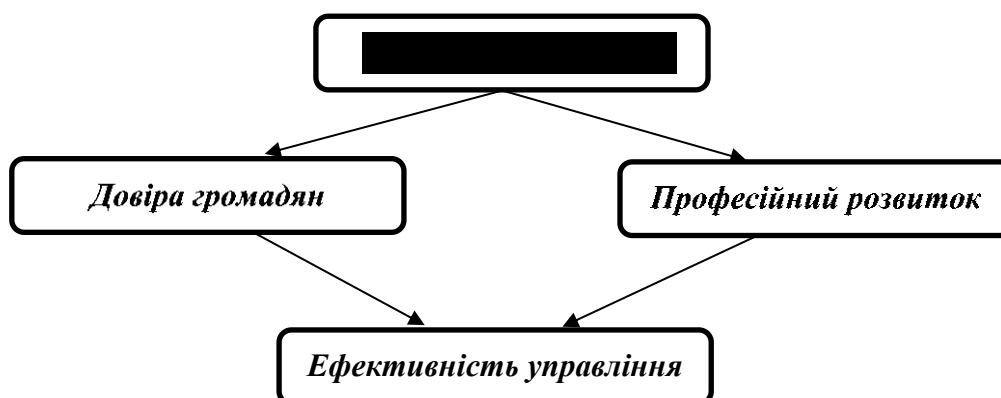 Довіра громадян
Професійний розвиток
Ефективність управління